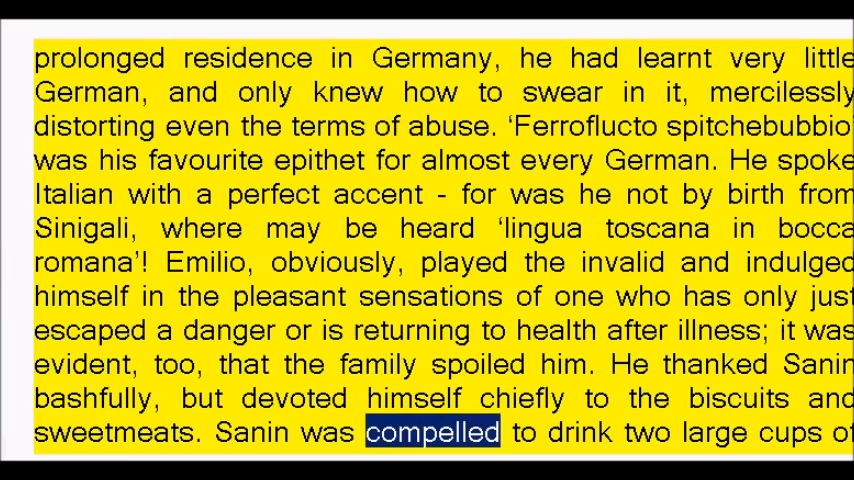 prolonged residence in Germany, he had learnt very little
German, and only knew how to swear in it, mercilessly
distorting even the terms of abuse. ‘Ferroflucto spitchebubbio’
was his favourite epithet for almost every German. He spoke
Italian with a perfect accent - for was he not by birth from
Sinigali, where may be heard ‘lingua toscana in bocca
romana’! Emilio, obviously, played the invalid and indulged
himself in the pleasant sensations of one who has only just
escaped a danger or is returning to health after illness; it was
evident, too, that the family spoiled him. He thanked Sanin
bashfully, but devoted himself chiefly to the biscuits and
sweetmeats. Sanin was compelled to drink two large cups of